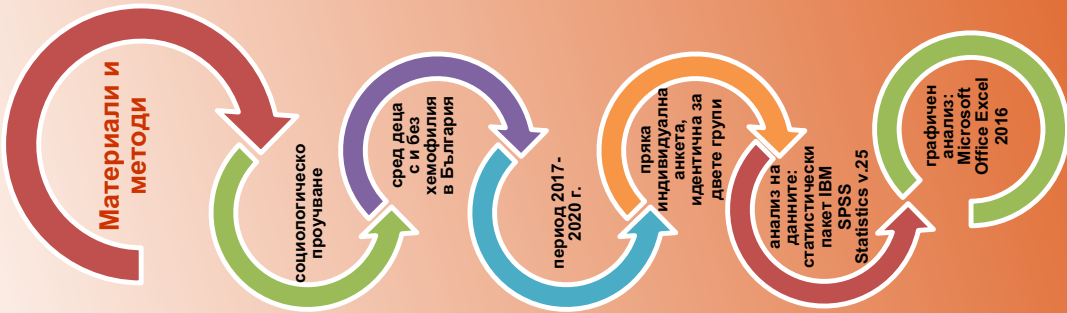 Материали и
методи
социологическо
проучване
сред деца
с и без
хемофилия
в България
период 2017-
2020 г.
пряка
индивидуална
анкета,
идентична за
двете групи
анализ на
данните:
статистически
пакет IBM
SPSS
Statistics v.25
графичен
анализ:
Microsoft
Office Excel
2016